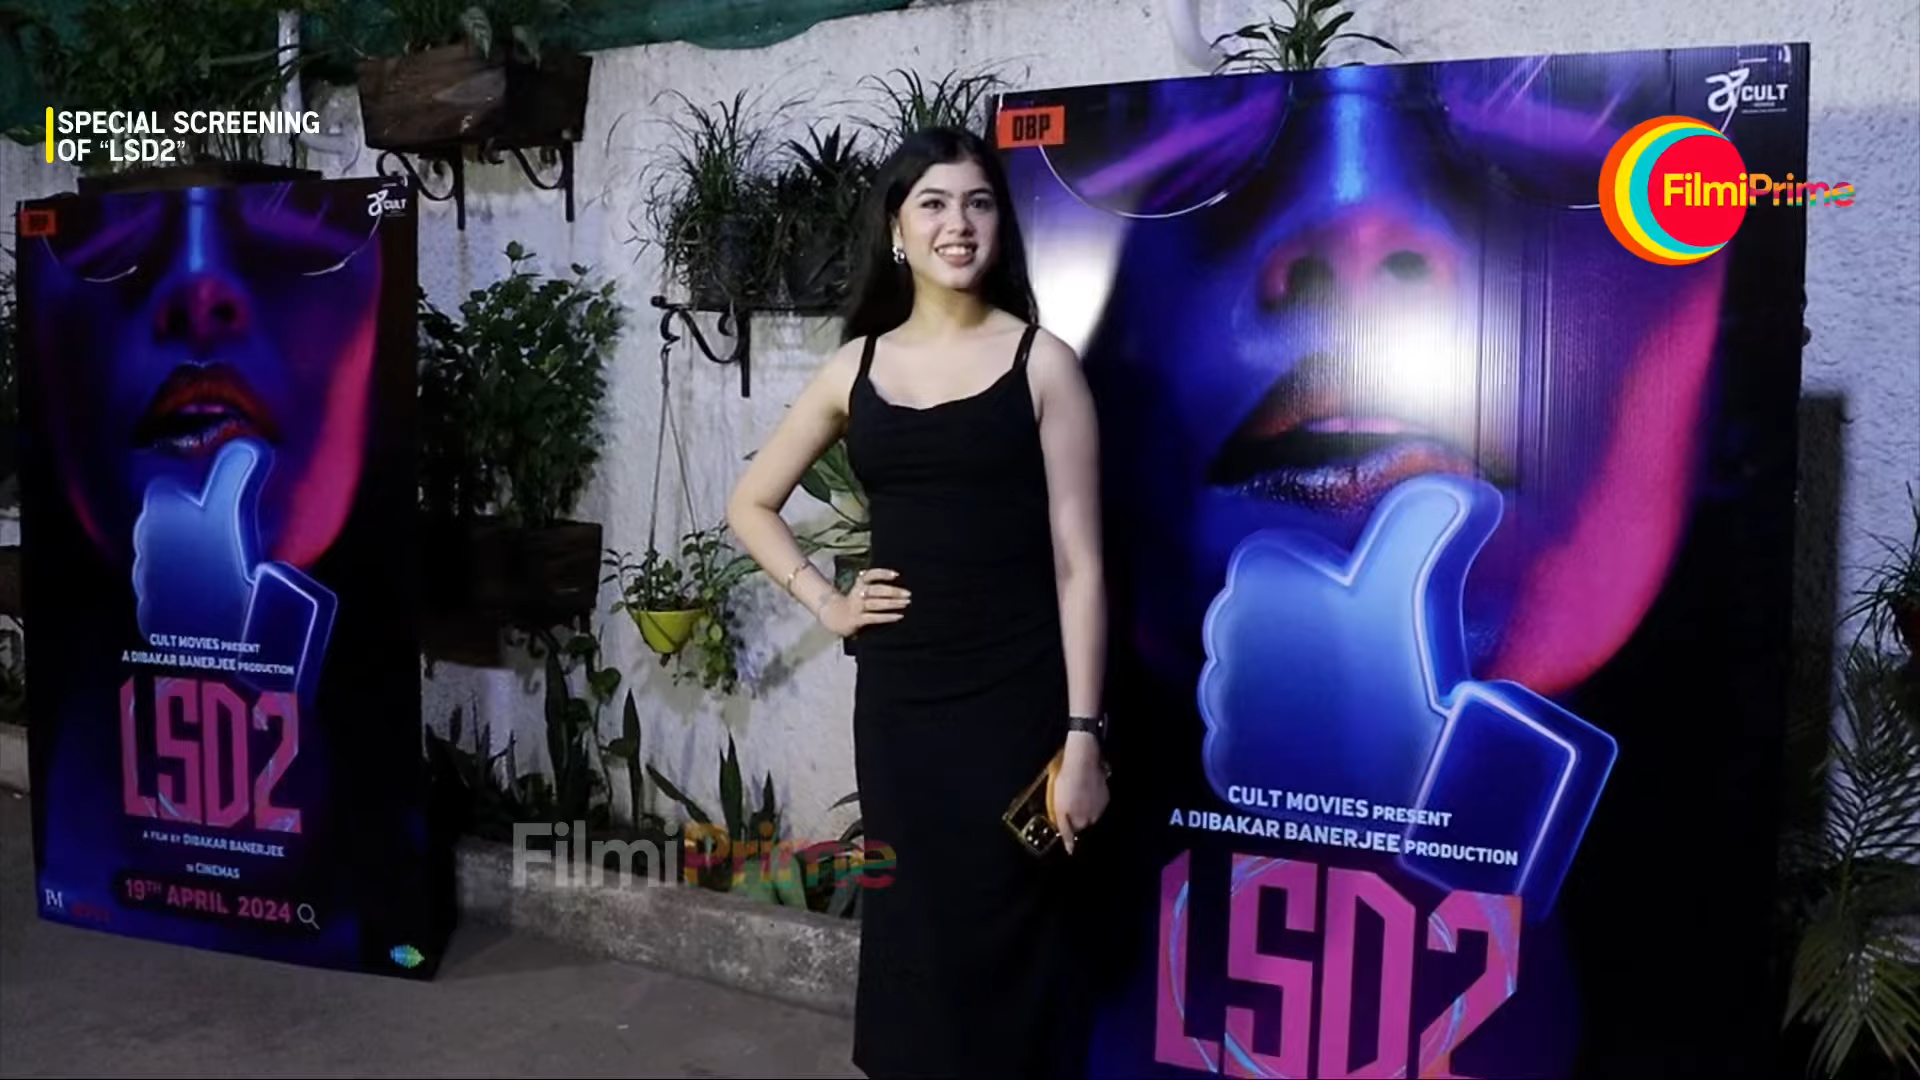 SPECIAL SCREENING
OF “LSD2”
FilmiPrime
DBP
CULT
CULT MOVIES PRESENT
A DIBAKAR BANERJEE PRODUCTION
LSD2
A FILM BY DIBAKAR BANERJEE
IN CINEMAS
19TH APRIL 2024
FilmiPrime
DBP
CULT
CULT MOVIES PRESENT
A DIBAKAR BANERJEE PRODUCTION
LSD2